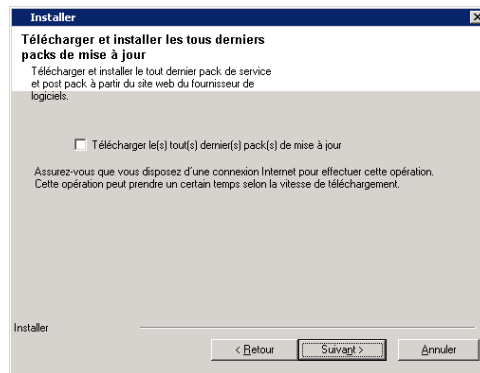 Installer
Télécharger et installer les tous derniers
packs de mise à jour
Télécharger et installer le tout dernier pack de service
et post pack à partir du site web du fournisseur de
logiciels.
Télécharger le(s) tout(s) dernier(s) pack(s) de mise à jour
Assurez-vous que vous disposez d'une connexion Internet pour effectuer cette opération.
Cette opération peut prendre un certain temps selon la vitesse de téléchargement.
Installer
< Retour
Suivant >
Annuler